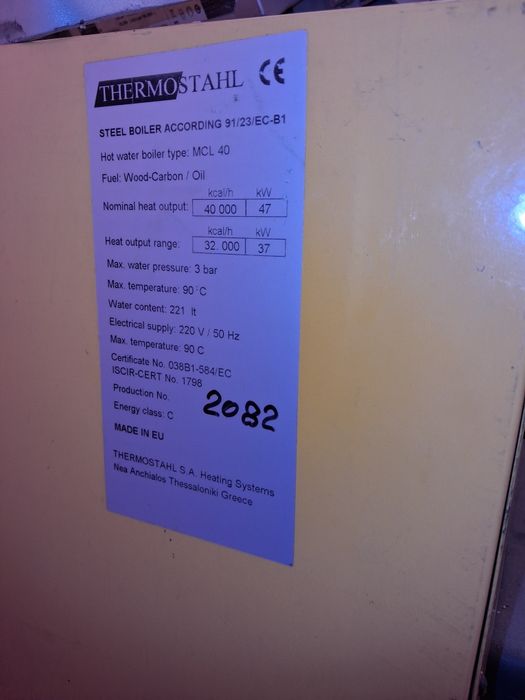 THERMOSTAHL CE
STEEL BOILER ACCORDING 91/23/EC-B1
Hot water boiler type: MCL 40
Fuel: Wood-Carbon / Oil
kcal/h kW
Nominal heat output: 40 000 47
kcal/h kW
Heat output range: 32. 000 37
Max. water pressure: 3 bar
Max. temperature: 90°C
Water content: 221 lt
Electrical supply: 220 V / 50 Hz
Max. temperature: 90 C
Certificate No. 038B1-584/EC
ISCIR-CERT No. 1798
Production No. 2082
Energy class: C
MADE IN EU
THERMOSTAHL S.A. Heating Systems
Nea Anchialos Thessaloniki Greece